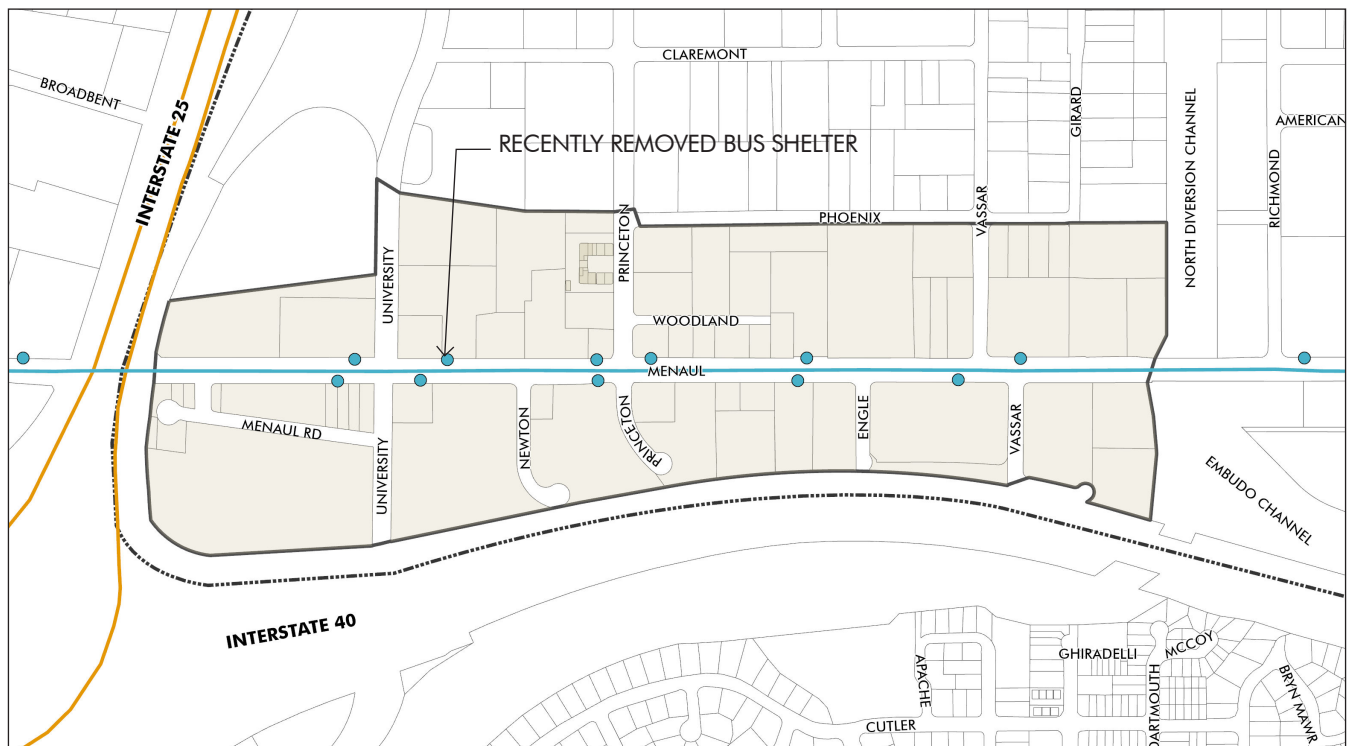 CLAREMONT
BROADBENT
INTERSTATE 25
GIRARD
NORTH DIVERSION CHANNEL
AMERICAN
RECENTLY REMOVED BUS SHELTER
RICHMOND
VASSAR
PHOENIX
PRINCETON
UNIVERSITY
WOODLAND
MENAUL
MENAUL RD
NEWTON
PRINCETON
ENGLE
VASSAR
UNIVERSITY
EMBUDO CHANNEL
INTERSTATE 40
APACHE
GHIRADELLI
MCCOY
DARTMOUTH
BRYN MAWR
CUTLER